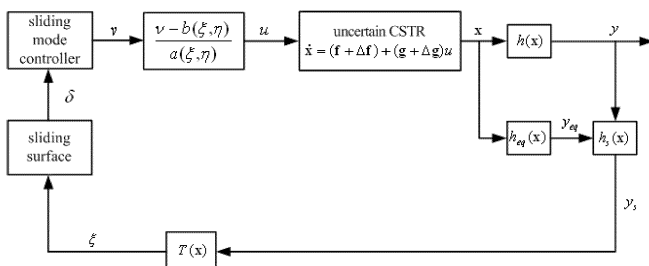 sliding
mode
controller
v
v − b(ξ,η)
a(ξ,η)
u
uncertain CSTR
ẋ = (f + Δf) + (g + Δg)u
x
h(x)
y
δ
sliding
surface
h_eq(x)
y_eq
h_s(x)
y_s
ξ
T(x)